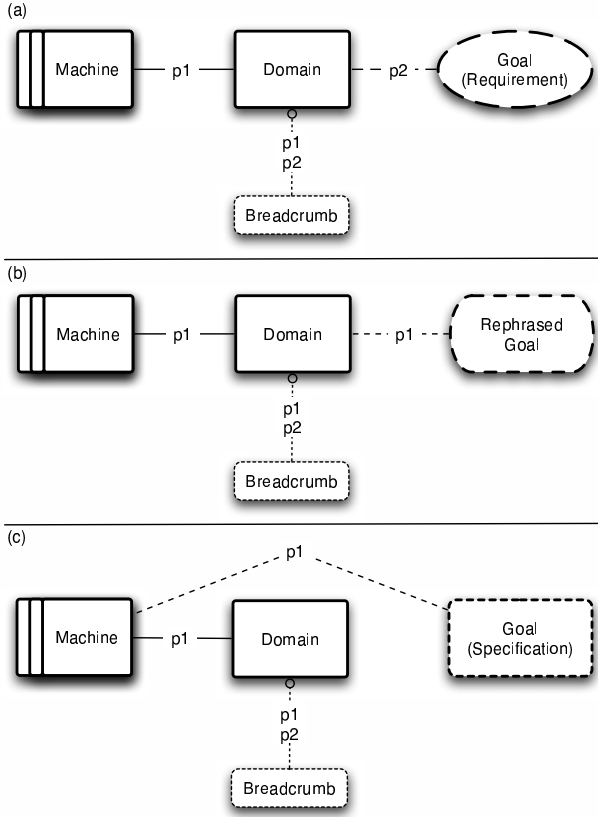 (a)
Machine p1 Domain p2 Goal
(Requirement)
p1
p2
Breadcrumb
(b)
Machine p1 Domain p1 Rephrased
Goal
p1
p2
Breadcrumb
(c)
p1
Machine p1 Domain Goal
(Specification)
p1
p2
Breadcrumb